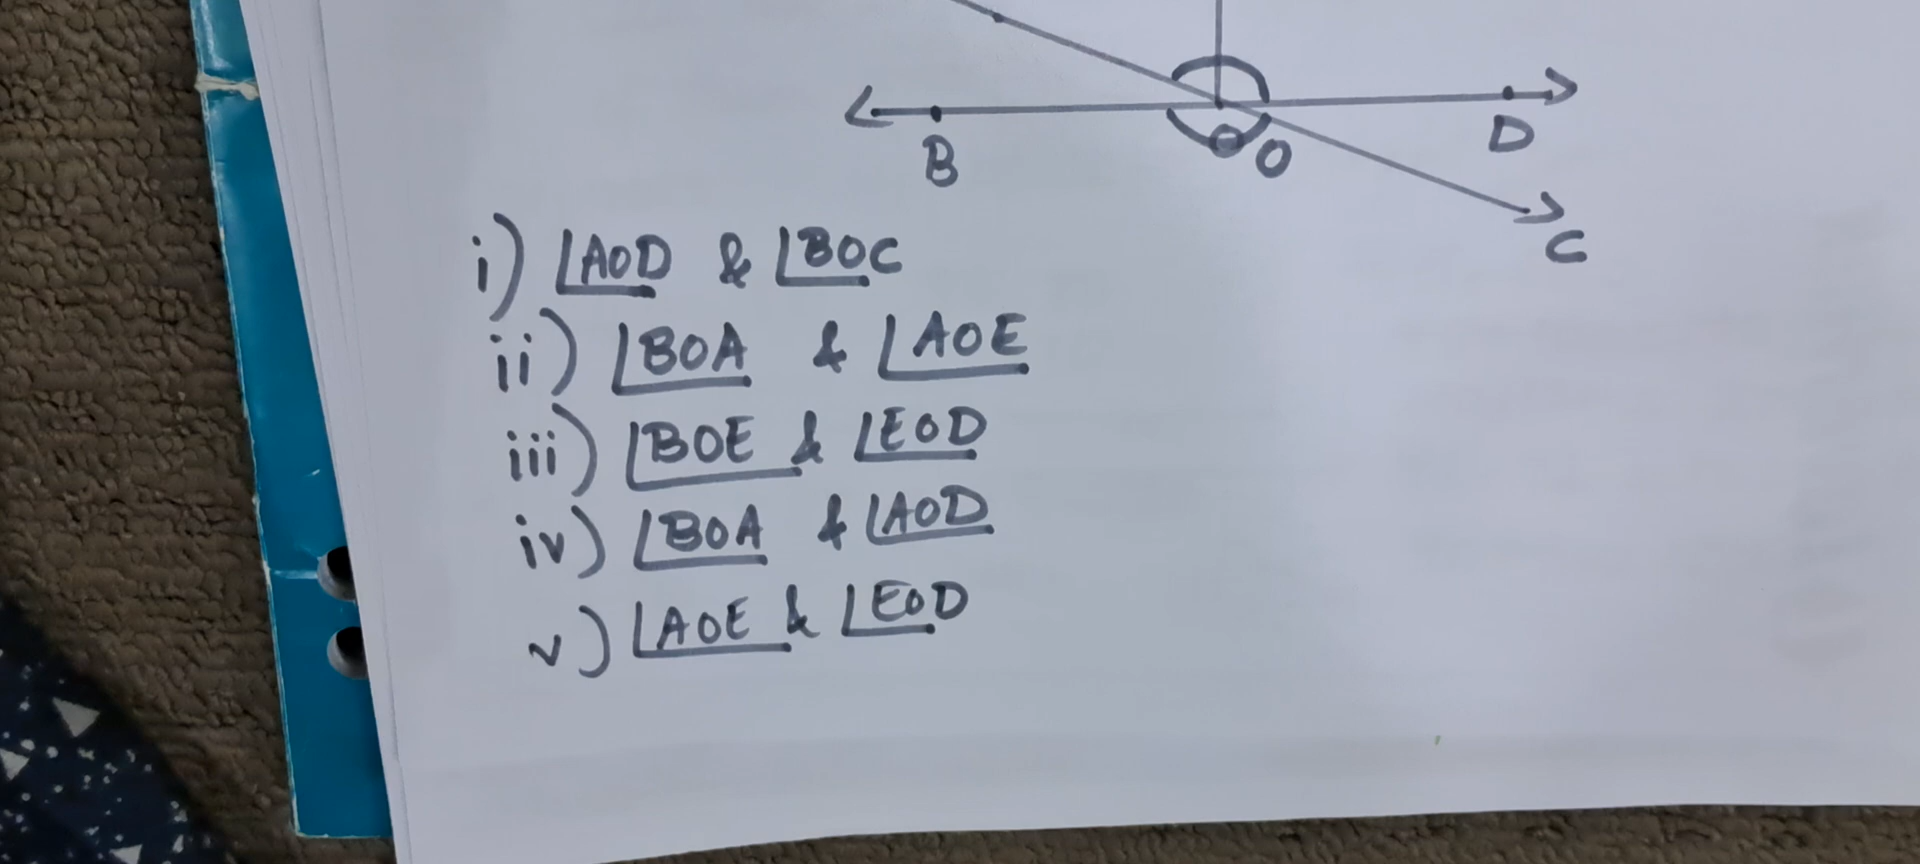 B
O
D
C
i) ∠AOD & ∠BOC
ii) ∠BOA & ∠AOE
iii) ∠BOE & ∠EOD
iv) ∠BOA & ∠AOD
v) ∠AOE & ∠EOD